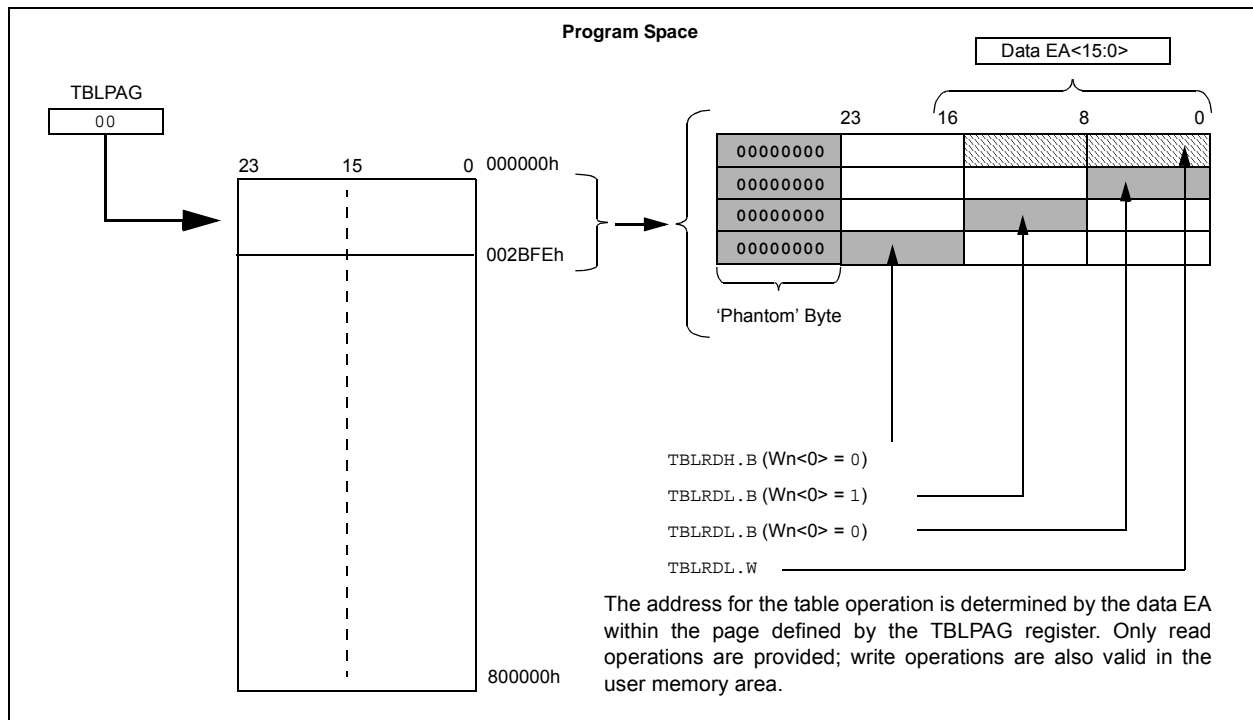 Program Space
Data EA<15:0>
TBLPAG
00
23 16 8 0
23 15 0
000000h
00000000
00000000
00000000
00000000
002BFEh
‘Phantom’ Byte
TBLRDH.B (Wn<0> = 0)
TBLRDL.B (Wn<0> = 1)
TBLRDL.B (Wn<0> = 0)
TBLRDL.W
The address for the table operation is determined by the data EA
within the page defined by the TBLPAG register. Only read
operations are provided; write operations are also valid in the
user memory area.
800000h